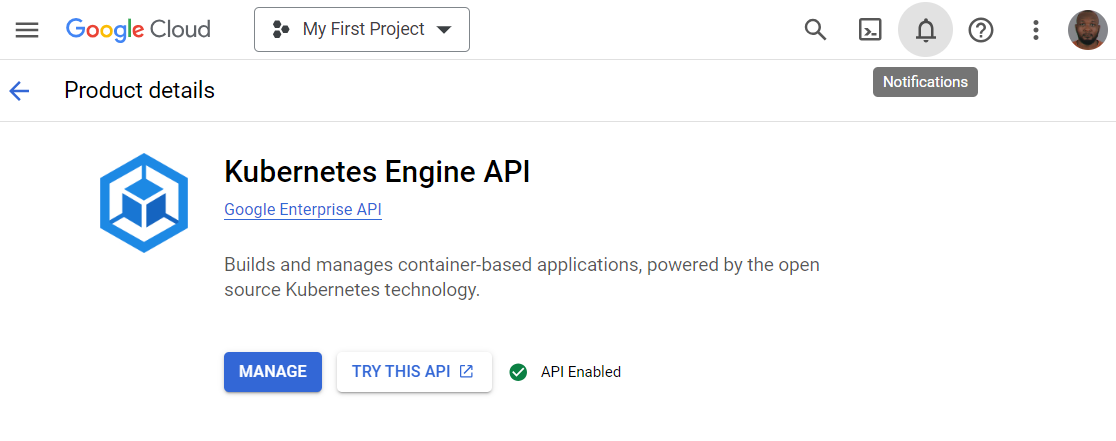 Google Cloud
My First Project
Notifications
Product details
Kubernetes Engine API
Google Enterprise API
Builds and manages container-based applications, powered by the open
source Kubernetes technology.
MANAGE
TRY THIS API
API Enabled